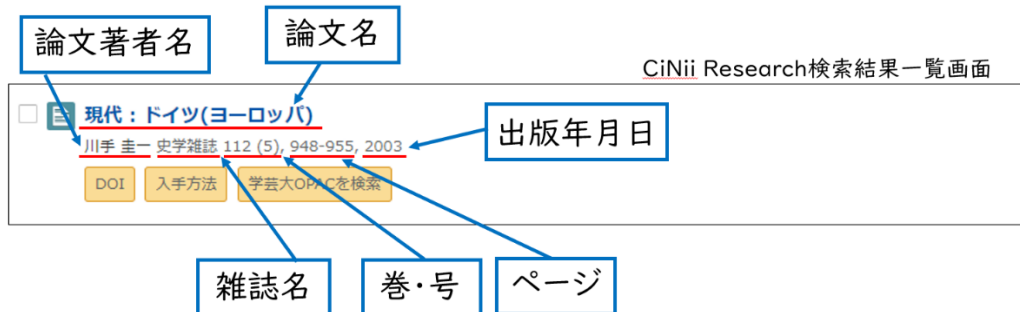 論文著者名
論文名
CiNii Research検索結果一覧画面
現代：ドイツ(ヨーロッパ)
川手 圭一 史学雑誌 112 (5), 948-955, 2003
出版年月日
DOI 入手方法 学芸大OPACを検索
雑誌名
巻・号
ページ